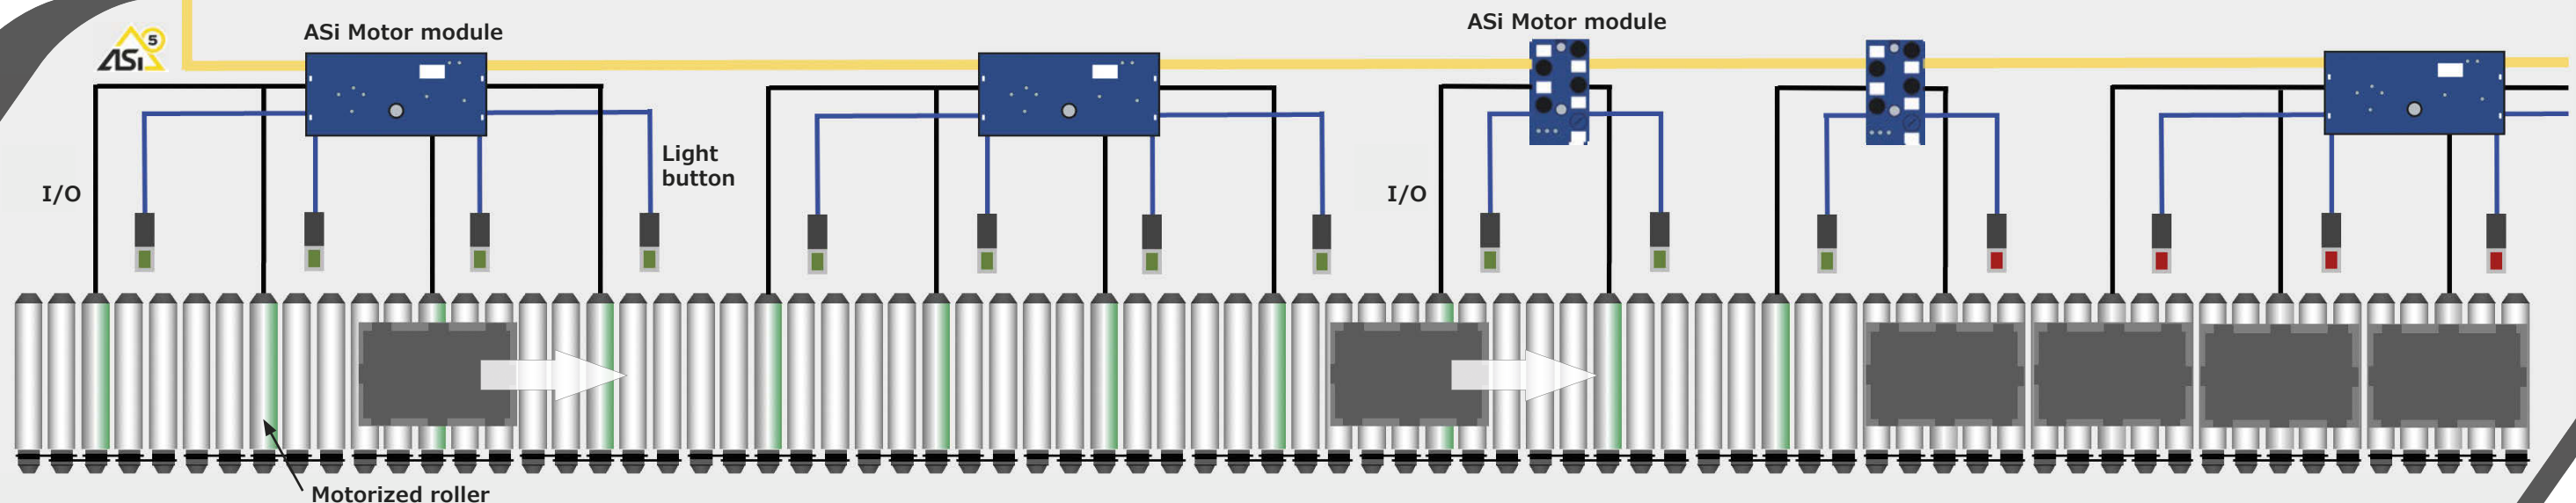 ASi 5
ASi Motor module
ASi Motor module
Light
button
I/O
I/O
Motorized roller